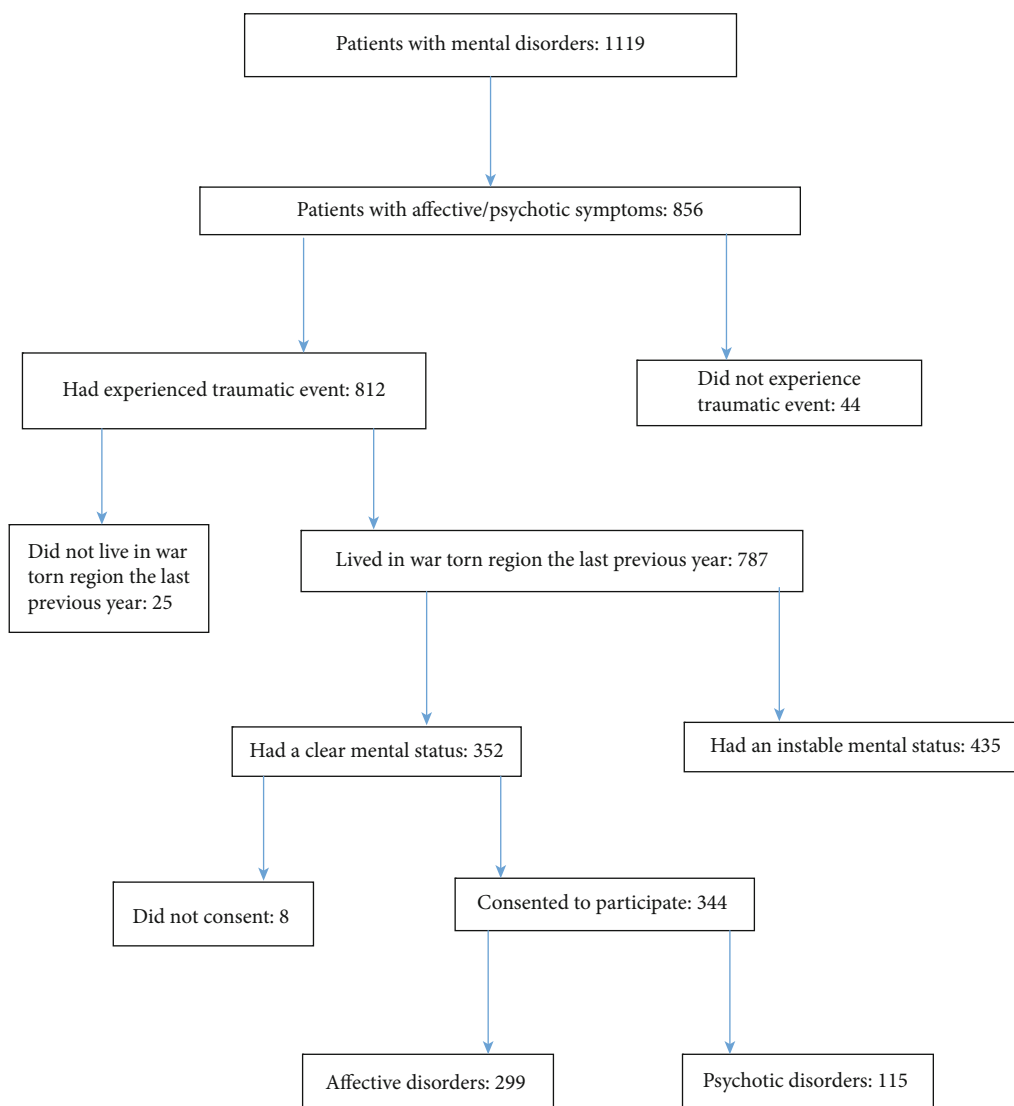 Patients with mental disorders: 1119
Patients with affective/psychotic symptoms: 856
Had experienced traumatic event: 812
Did not experience
traumatic event: 44
Did not live in war
torn region the last
previous year: 25
Lived in war torn region the last previous year: 787
Had a clear mental status: 352
Had an instable mental status: 435
Did not consent: 8
Consented to participate: 344
Affective disorders: 299
Psychotic disorders: 115